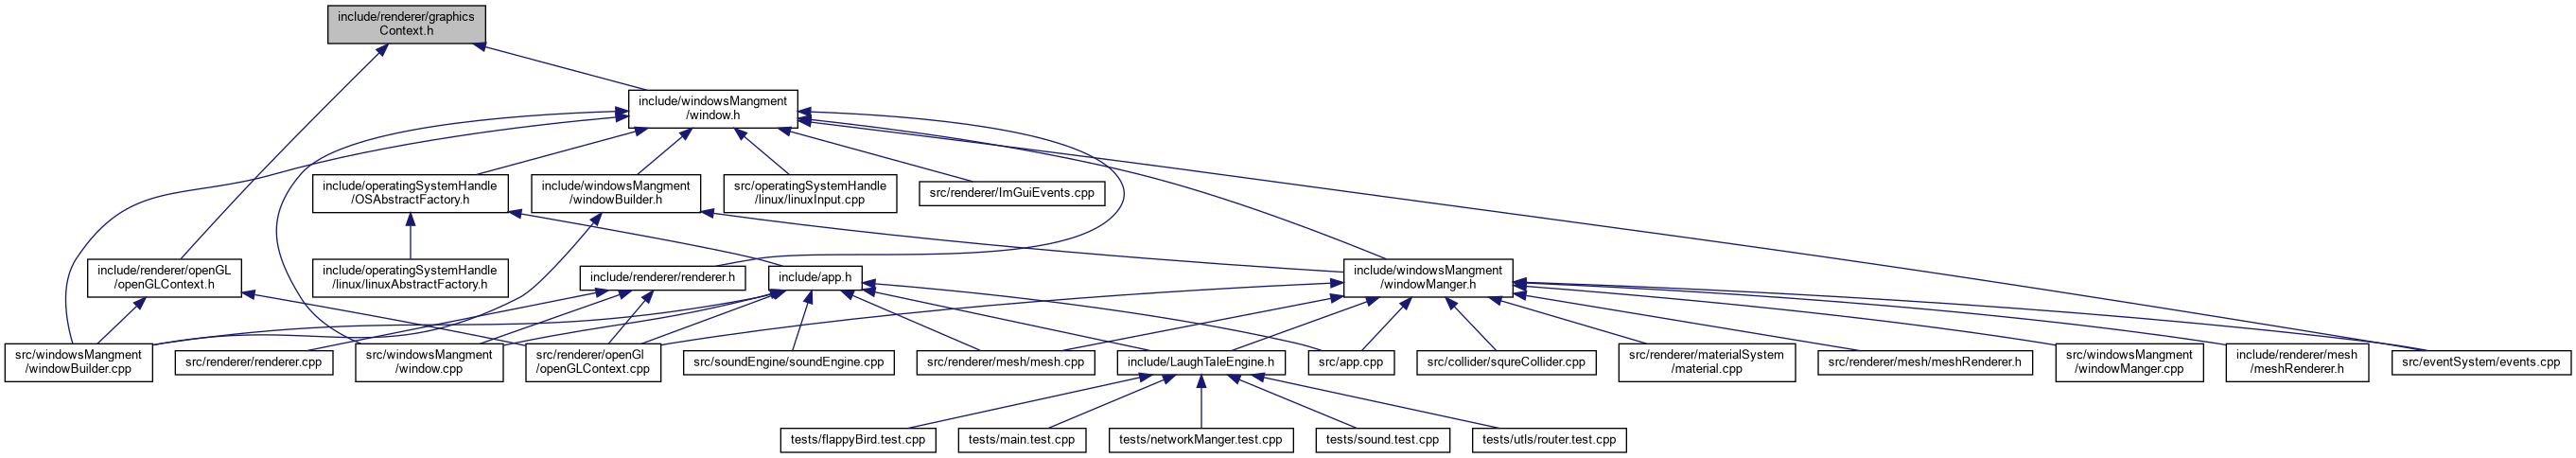 include/renderer/graphics
Context.h
include/windowsMangment
/window.h
include/operatingSystemHandle
/OSAbstractFactory.h
include/windowsMangment
/windowBuilder.h
src/operatingSystemHandle
/linux/linuxInput.cpp
src/renderer/ImGuiEvents.cpp
include/renderer/openGL
/openGLContext.h
include/operatingSystemHandle
/linux/linuxAbstractFactory.h
include/renderer/renderer.h
include/app.h
include/windowsMangment
/windowManger.h
src/windowsMangment
/windowBuilder.cpp
src/renderer/renderer.cpp
src/windowsMangment
/window.cpp
src/renderer/openGl
/openGLContext.cpp
src/soundEngine/soundEngine.cpp
src/renderer/mesh/mesh.cpp
include/LaughTaleEngine.h
src/app.cpp
src/collider/squreCollider.cpp
src/renderer/materialSystem
/material.cpp
src/renderer/mesh/meshRenderer.h
src/windowsMangment
/windowManger.cpp
include/renderer/mesh
/meshRenderer.h
src/eventSystem/events.cpp
tests/flappyBird.test.cpp
tests/main.test.cpp
tests/networkManger.test.cpp
tests/sound.test.cpp
tests/utls/router.test.cpp